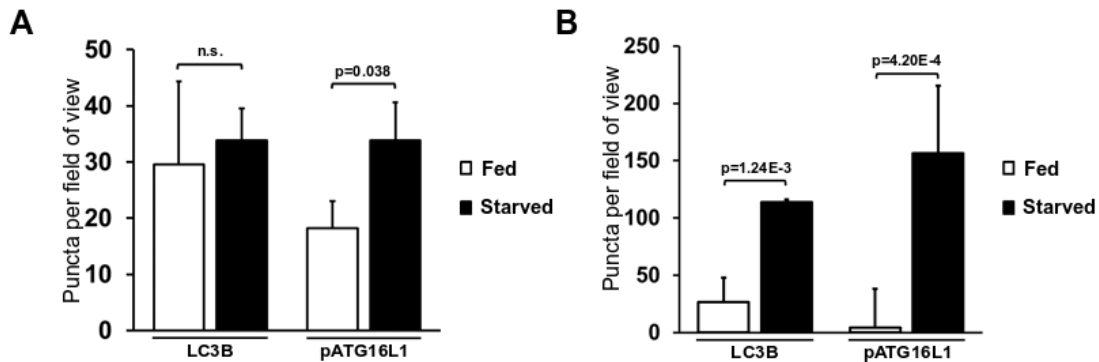 A
Puncta per field of view
50
40
30
20
10
0
n.s.
p=0.038
LC3B
pATG16L1
Fed
Starved
B
Puncta per field of view
250
200
150
100
50
0
p=1.24E-3
p=4.20E-4
LC3B
pATG16L1
Fed
Starved